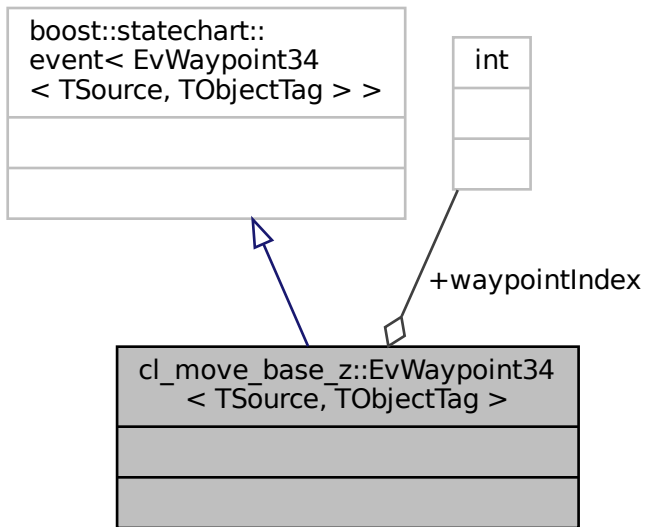 boost::statechart::
event< EvWaypoint34
< TSource, TObjectTag > >
int
+waypointIndex
cl_move_base_z::EvWaypoint34
< TSource, TObjectTag >